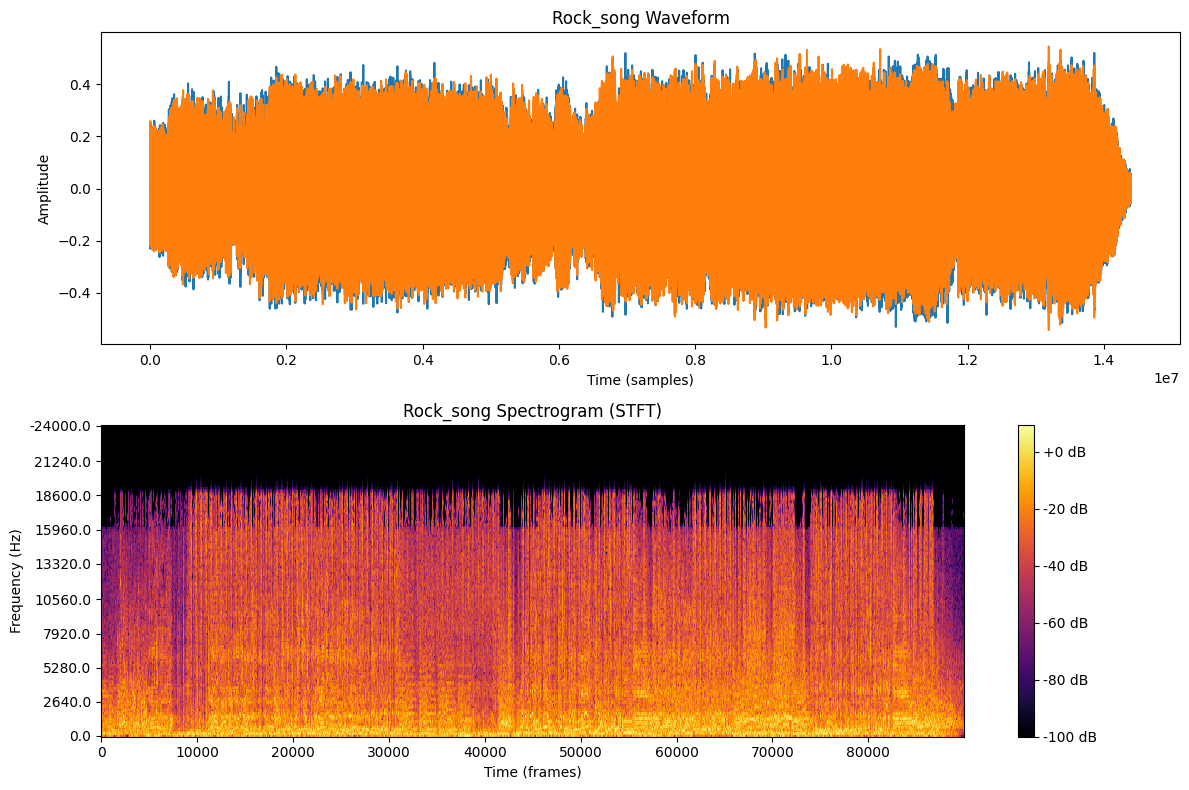 Rock_song Waveform
0.4
0.2
0.0
−0.2
−0.4
Amplitude
0.0 0.2 0.4 0.6 0.8 1.0 1.2 1.4
1e7
Time (samples)
Rock_song Spectrogram (STFT)
-24000.0
21240.0
18600.0
15960.0
13320.0
10560.0
7920.0
5280.0
2640.0
0.0
Frequency (Hz)
0 10000 20000 30000 40000 50000 60000 70000 80000
Time (frames)
+0 dB
-20 dB
-40 dB
-60 dB
-80 dB
-100 dB